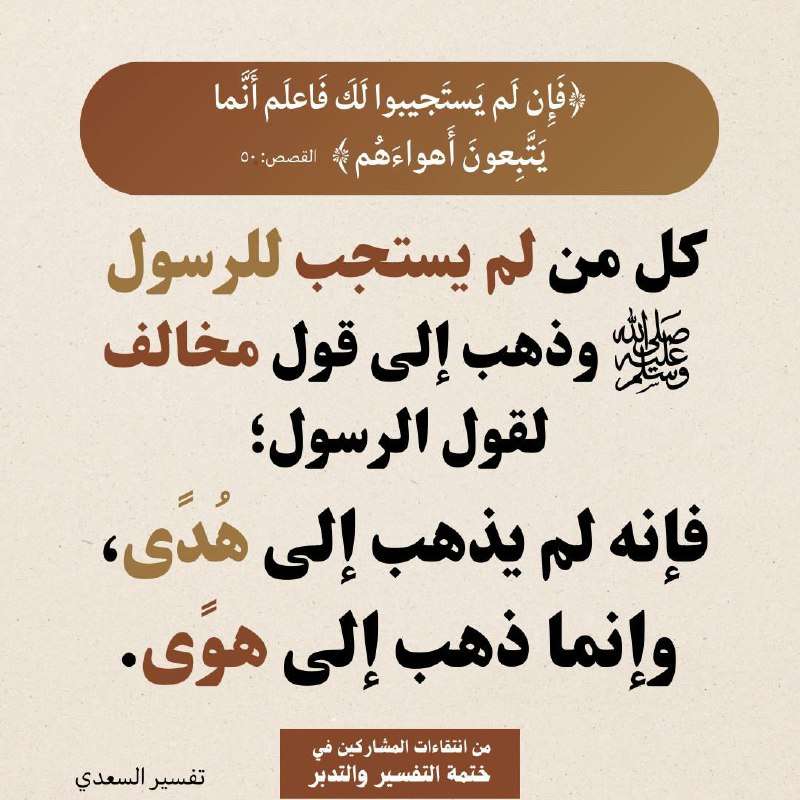 ﴿فَإِن لَم يَستَجيبوا لَكَ فَاعلَم أَنَّما
يَتَّبِعونَ أَهواءَهُم﴾ القصص: ٥٠
كل من لم يستجب للرسول
ﷺ وذهب إلى قول مخالف
لقول الرسول؛
فإنه لم يذهب إلى هُدًى،
وإنما ذهب إلى هوًى.
من انتقاءات المشاركين في
ختمة التفسير والتدبر
تفسير السعدي